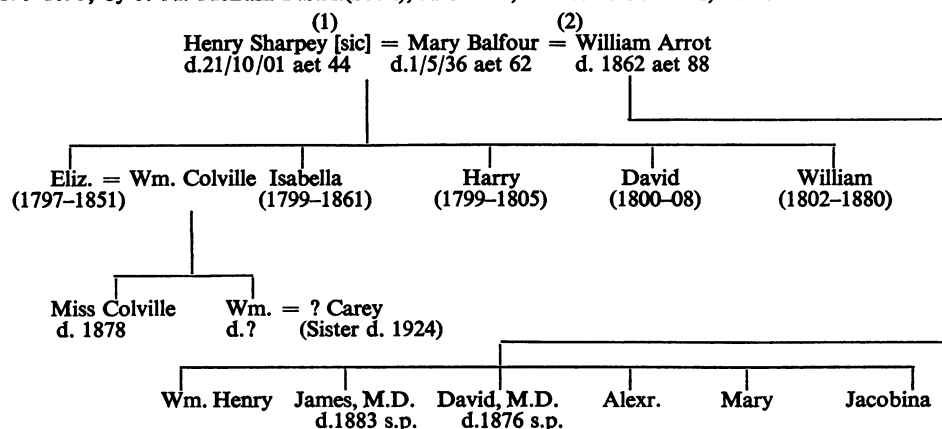 (1) (2)
Henry Sharpey [sic] = Mary Balfour = William Arrot
d.21/10/01 aet 44 d.1/5/36 aet 62 d. 1862 aet 88
Eliz. = Wm. Colville Isabella Harry David William
(1797–1851) (1799–1861) (1799–1805) (1800–08) (1802–1880)
Miss Colville Wm. = ? Carey
d. 1878 d.? (Sister d. 1924)
Wm. Henry James, M.D. David, M.D. Alexr. Mary Jacobina
d.1883 s.p. d.1876 s.p.